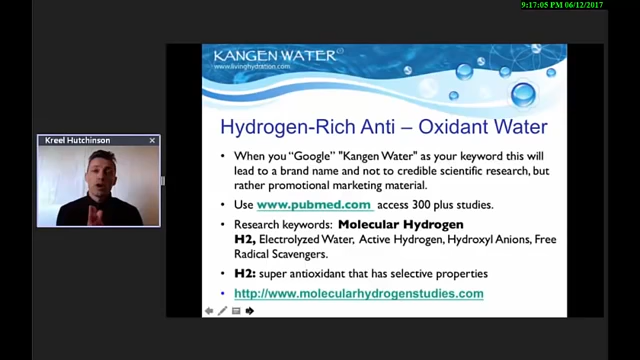 9:17:05 PM 06/12/2017
KANGEN WATER
www.livinghydration.com
Kreel Hutchinson
Hydrogen-Rich Anti – Oxidant Water
• When you “Google” "Kangen Water" as your keyword this will
lead to a brand name and not to credible scientific research, but
rather promotional marketing material.
• Use www.pubmed.com access 300 plus studies.
• Research keywords: Molecular Hydrogen
H2, Electrolyzed Water, Active Hydrogen, Hydroxyl Anions, Free
Radical Scavengers.
• H2: super antioxidant that has selective properties
• http://www.molecularhydrogenstudies.com